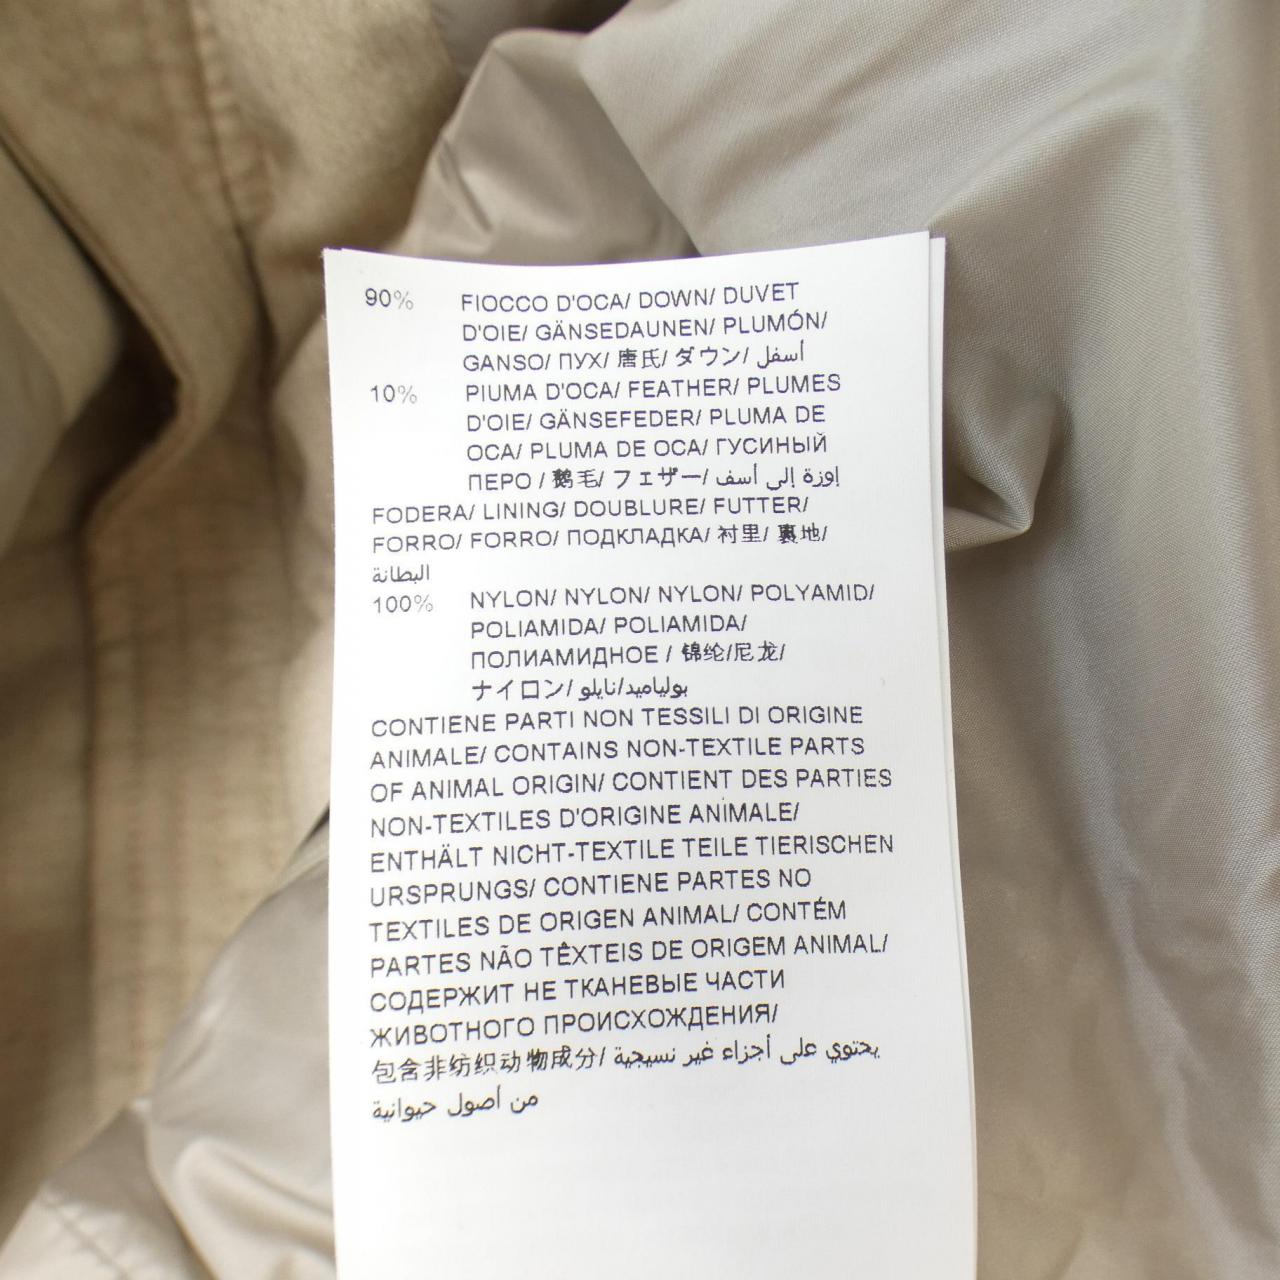 90% FIOCCO D'OCA/ DOWN/ DUVET
D'OIE/ GÄNSEDAUNEN/ PLUMÓN/
GANSO/ ПУХ/ 唐氏/ ダウン/ أسفل
10% PIUMA D'OCA/ FEATHER/ PLUMES
D'OIE/ GÄNSEFEDER/ PLUMA DE
OCA/ PLUMA DE OCA/ ГУСИНЫЙ
ПЕРО / 鹅毛/ フェザー/ إوزة إلى أسف
FODERA/ LINING/ DOUBLURE/ FUTTER/
FORRO/ FORRO/ ПОДКЛАДКА/ 衬里/ 裏地/
البطانة
100% NYLON/ NYLON/ NYLON/ POLYAMID/
POLIAMIDA/ POLIAMIDA/
ПОЛИАМИДНОЕ / 锦纶/尼龙/
ナイロン/ بولياميد/نايلو
CONTIENE PARTI NON TESSILI DI ORIGINE
ANIMALE/ CONTAINS NON-TEXTILE PARTS
OF ANIMAL ORIGIN/ CONTIENT DES PARTIES
NON-TEXTILES D'ORIGINE ANIMALE/
ENTHÄLT NICHT-TEXTILE TEILE TIERISCHEN
URSPRUNGS/ CONTIENE PARTES NO
TEXTILES DE ORIGEN ANIMAL/ CONTÉM
PARTES NÃO TÊXTEIS DE ORIGEM ANIMAL/
СОДЕРЖИТ НЕ ТКАНЕВЫЕ ЧАСТИ
ЖИВОТНОГО ПРОИСХОЖДЕНИЯ/
包含非纺织动物成分/ يحتوي على أجزاء غير نسيجية
من أصول حيوانية